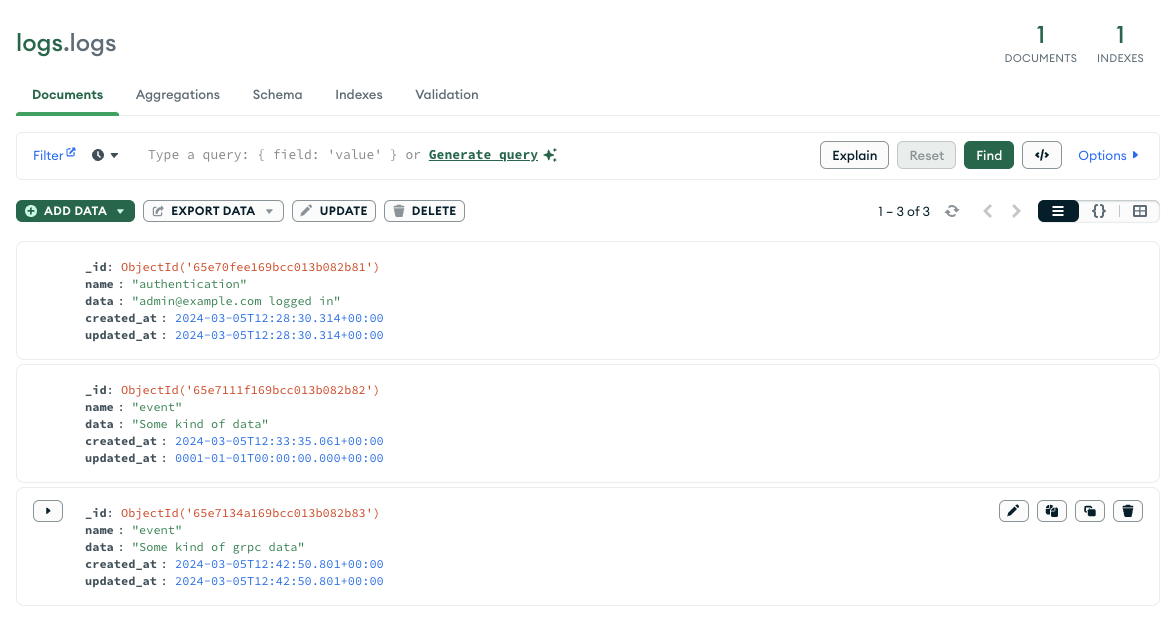 logs.logs
1 DOCUMENTS
1 INDEXES
Documents Aggregations Schema Indexes Validation
Filter Type a query: { field: 'value' } or Generate query Explain Reset Find </> Options
ADD DATA EXPORT DATA UPDATE DELETE 1 – 3 of 3 {}
_id: ObjectId('65e70fee169bcc013b082b81')
name : "authentication"
data : "admin@example.com logged in"
created_at : 2024-03-05T12:28:30.314+00:00
updated_at : 2024-03-05T12:28:30.314+00:00
_id: ObjectId('65e7111f169bcc013b082b82')
name : "event"
data : "Some kind of data"
created_at : 2024-03-05T12:33:35.061+00:00
updated_at : 0001-01-01T00:00:00.000+00:00
_id: ObjectId('65e7134a169bcc013b082b83')
name : "event"
data : "Some kind of grpc data"
created_at : 2024-03-05T12:42:50.801+00:00
updated_at : 2024-03-05T12:42:50.801+00:00